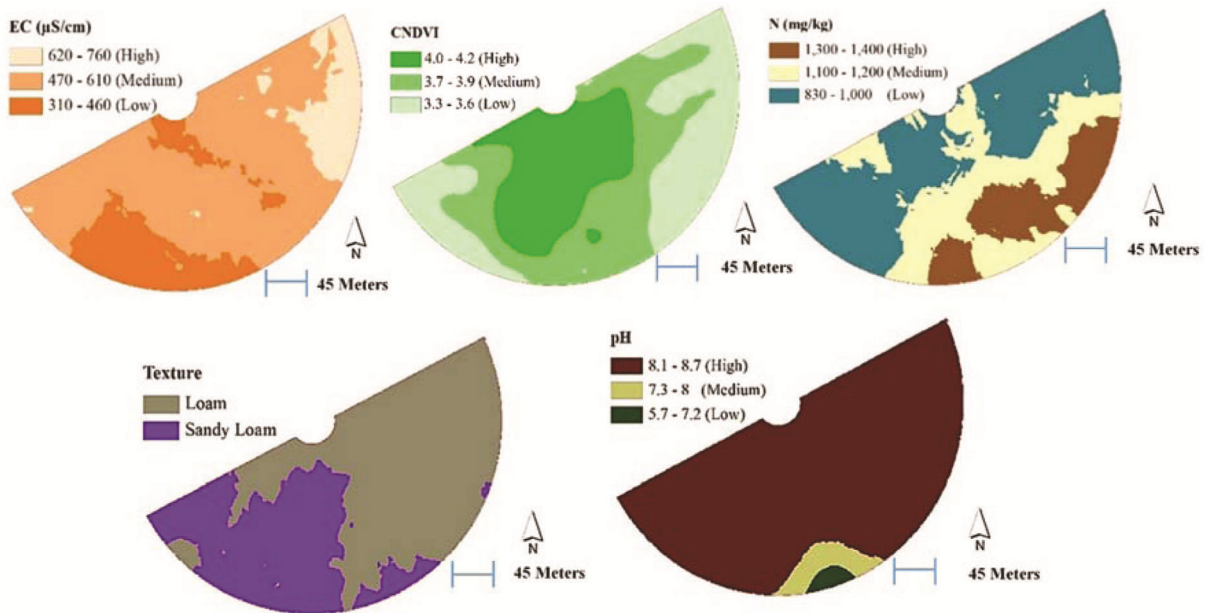 EC (µS/cm)
620 - 760 (High)
470 - 610 (Medium)
310 - 460 (Low)
N
45 Meters
CNDVI
4.0 - 4.2 (High)
3.7 - 3.9 (Medium)
3.3 - 3.6 (Low)
N
45 Meters
N (mg/kg)
1,300 - 1,400 (High)
1,100 - 1,200 (Medium)
830 - 1,000 (Low)
N
45 Meters
Texture
Loam
Sandy Loam
N
45 Meters
pH
8.1 - 8.7 (High)
7.3 - 8 (Medium)
5.7 - 7.2 (Low)
N
45 Meters